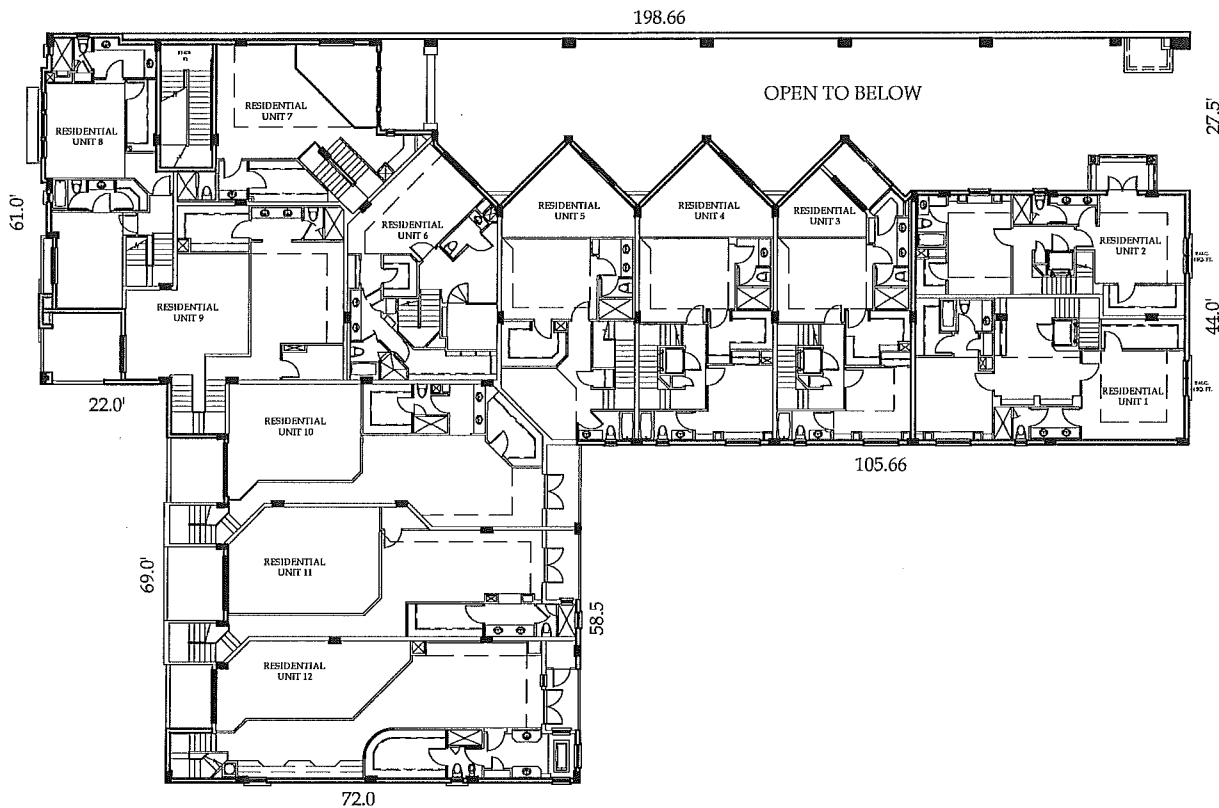 198.66
OPEN TO BELOW
27.5'
RESIDENTIAL
UNIT 7
RESIDENTIAL
UNIT 8
61.0'
RESIDENTIAL
UNIT 6
RESIDENTIAL
UNIT 5
RESIDENTIAL
UNIT 4
RESIDENTIAL
UNIT 3
RESIDENTIAL
UNIT 2
RESIDENTIAL
UNIT 9
44.0'
RESIDENTIAL
UNIT 1
22.0'
RESIDENTIAL
UNIT 10
105.66
RESIDENTIAL
UNIT 11
69.0'
58.5
RESIDENTIAL
UNIT 12
72.0